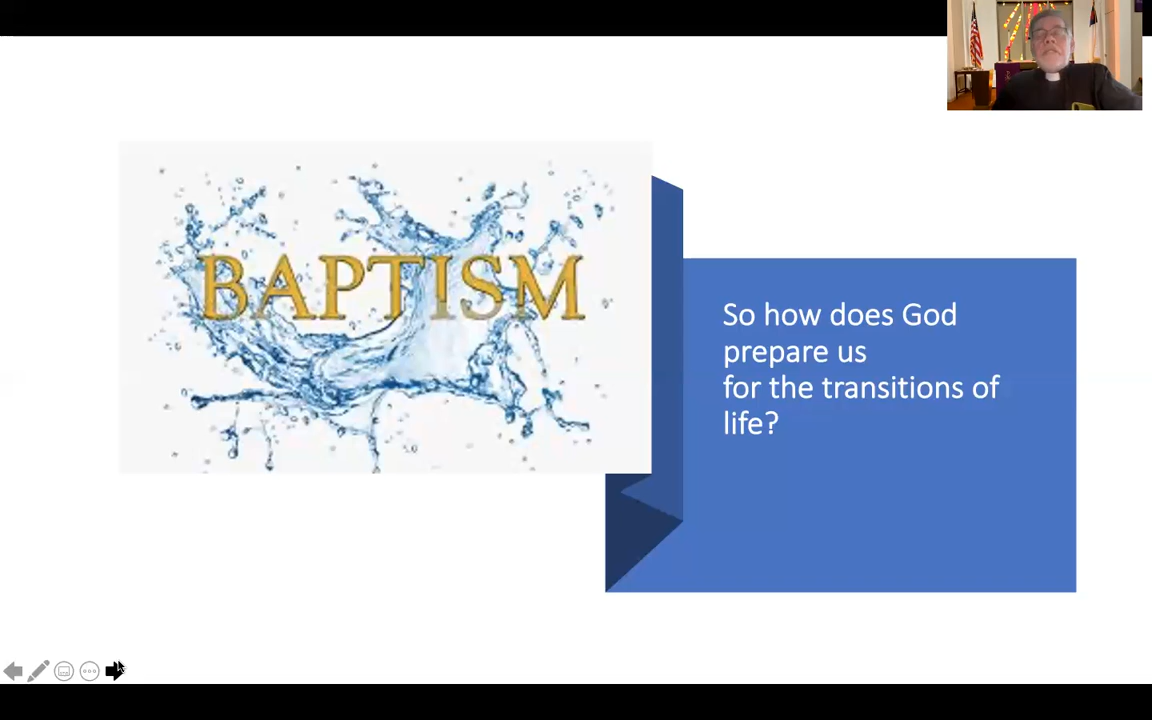 BAPTISM
So how does God
prepare us
for the transitions of
life?